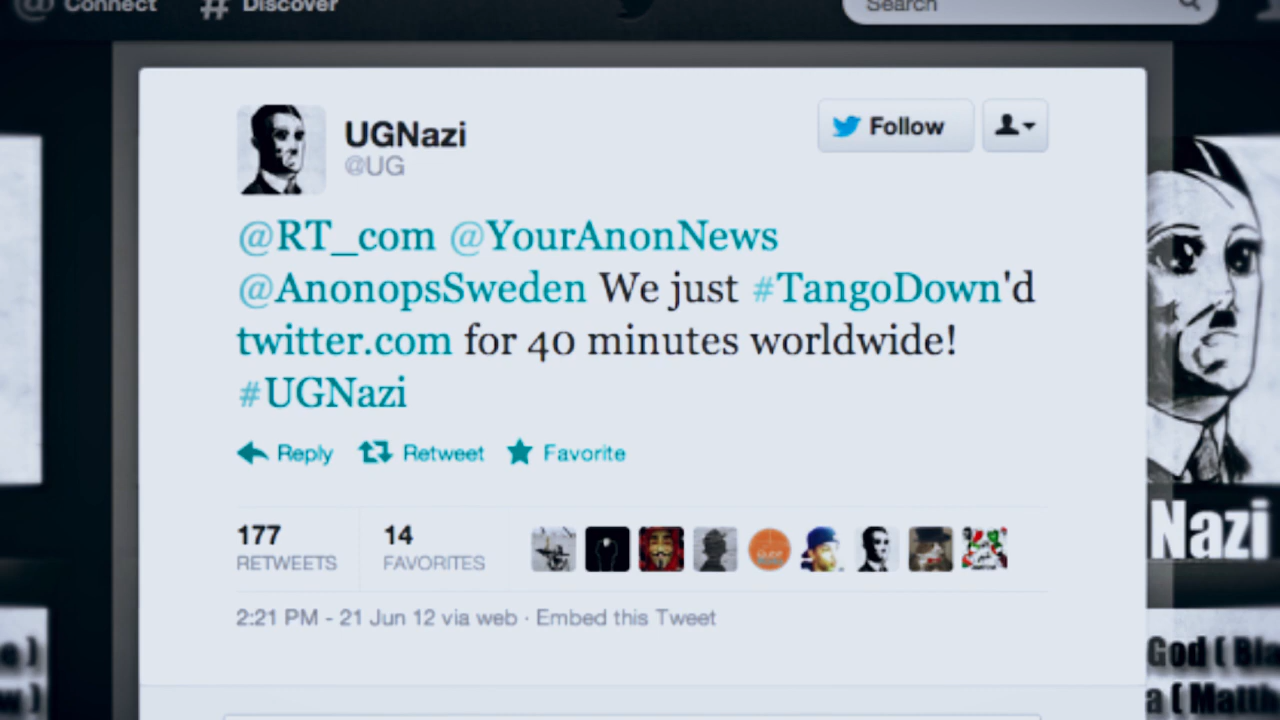 Connect # Discover Search
UGNazi
@UG
Follow
@RT_com @YourAnonNews
@AnonopsSweden We just #TangoDown'd
twitter.com for 40 minutes worldwide!
#UGNazi
Reply Retweet Favorite
177
RETWEETS
14
FAVORITES
2:21 PM - 21 Jun 12 via web · Embed this Tweet
Nazi
God (
a (